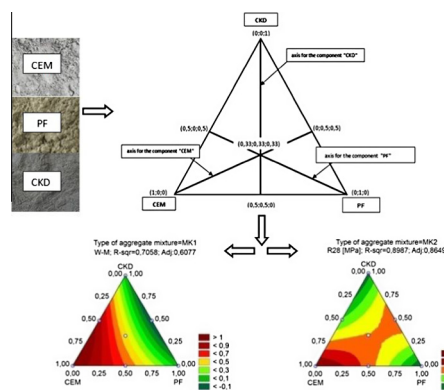 CEM
PF
CKD
CKD
(0;0;1)
axis for the component "CKD"
(0,5;0;0,5)
(0;0,5;0,5)
(0,33;0,33;0,33)
axis for the component "CEM"
axis for the component "PF"
(1;0;0)
(0;1;0)
CEM
(0,5;0,5;0)
PF
Type of aggregate mixture=MK1
W-M; R-sqr=0,7058; Adj:0,6077
CKD
0,00 1,00
0,25 0,75
0,50 0,50
0,75 0,25
1,00 0,00
0,00 0,25 0,50 0,75 1,00
CEM PF
> 1
< 0.9
< 0.7
< 0.5
< 0.3
< 0.1
< -0.1
Type of aggregate mixture=MK2
R28 [MPa]; R-sqr=0,8987; Adj:0,8649
CKD
0,00 1,00
0,25 0,75
0,50 0,50
0,75 0,25
1,00 0,00
0,00 0,25 0,50 0,75 1,00
CEM PF